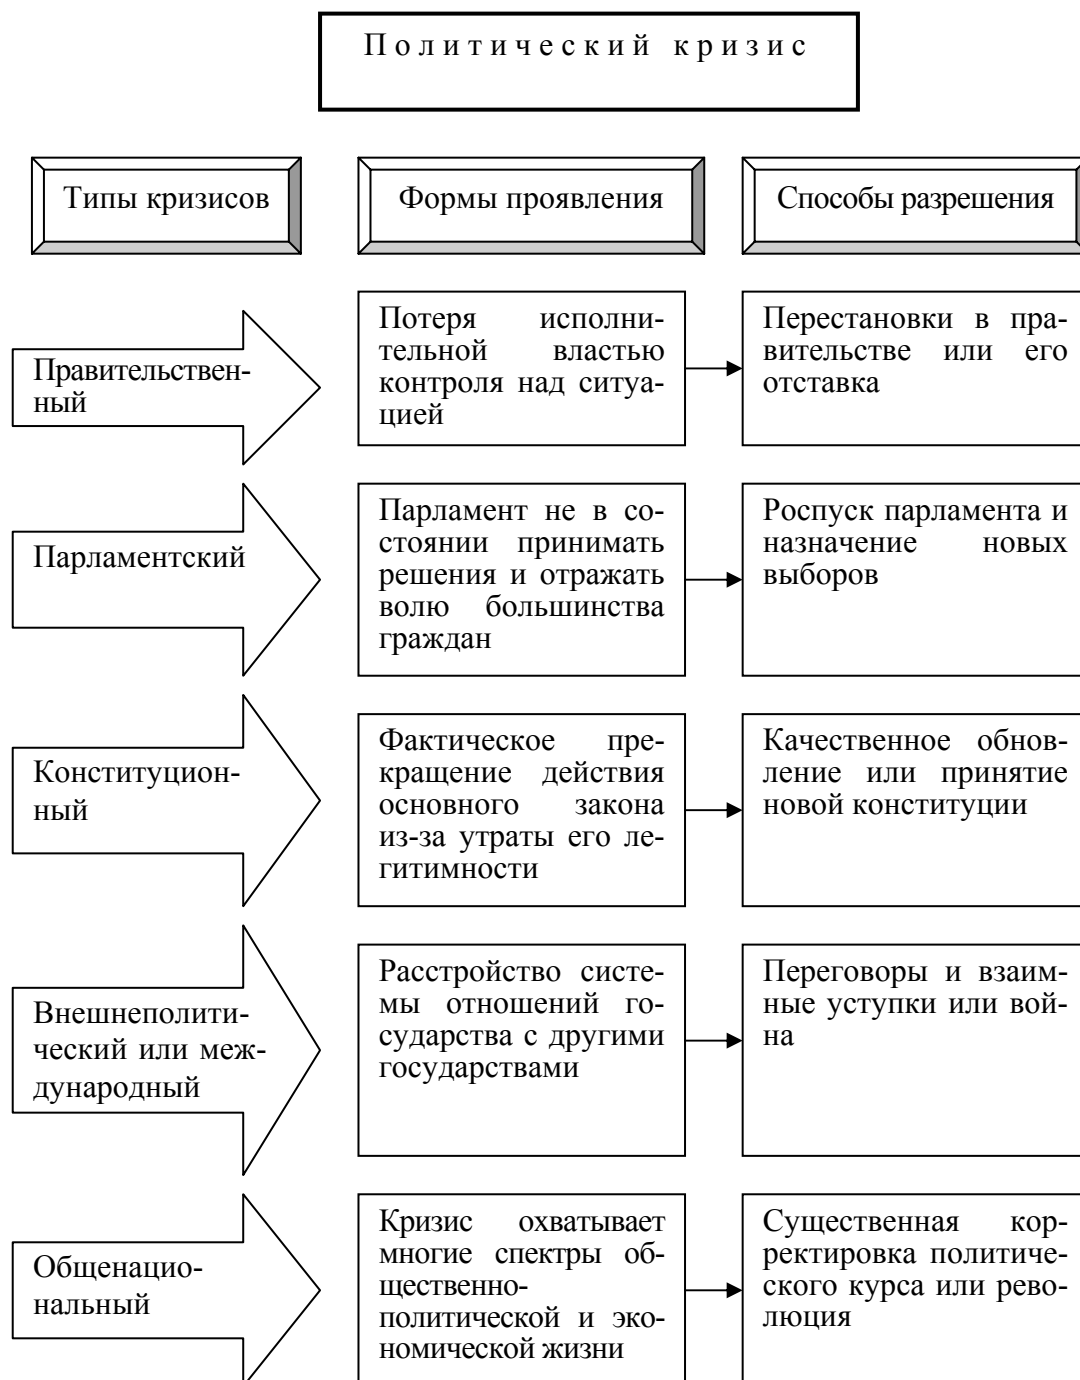 Политический кризис
Типы кризисов
Формы проявления
Способы разрешения
Правительствен-
ный
Потеря исполни-
тельной властью
контроля над ситуа-
цией
Перестановки в пра-
вительстве или его
отставка
Парламентский
Парламент не в со-
стоянии принимать
решения и отражать
волю большинства
граждан
Роспуск парламента и
назначение новых
выборов
Конституцион-
ный
Фактическое пре-
кращение действия
основного закона
из-за утраты его ле-
гитимности
Качественное обнов-
ление или принятие
новой конституции
Внешнеполити-
ческий или меж-
дународный
Расстройство систе-
мы отношений го-
сударства с другими
государствами
Переговоры и взаим-
ные уступки или вой-
на
Общенацио-
нальный
Кризис охватывает
многие спектры об-
щественно-
политической и эко-
номической жизни
Существенная кор-
ректировка политиче-
ского курса или рево-
люция